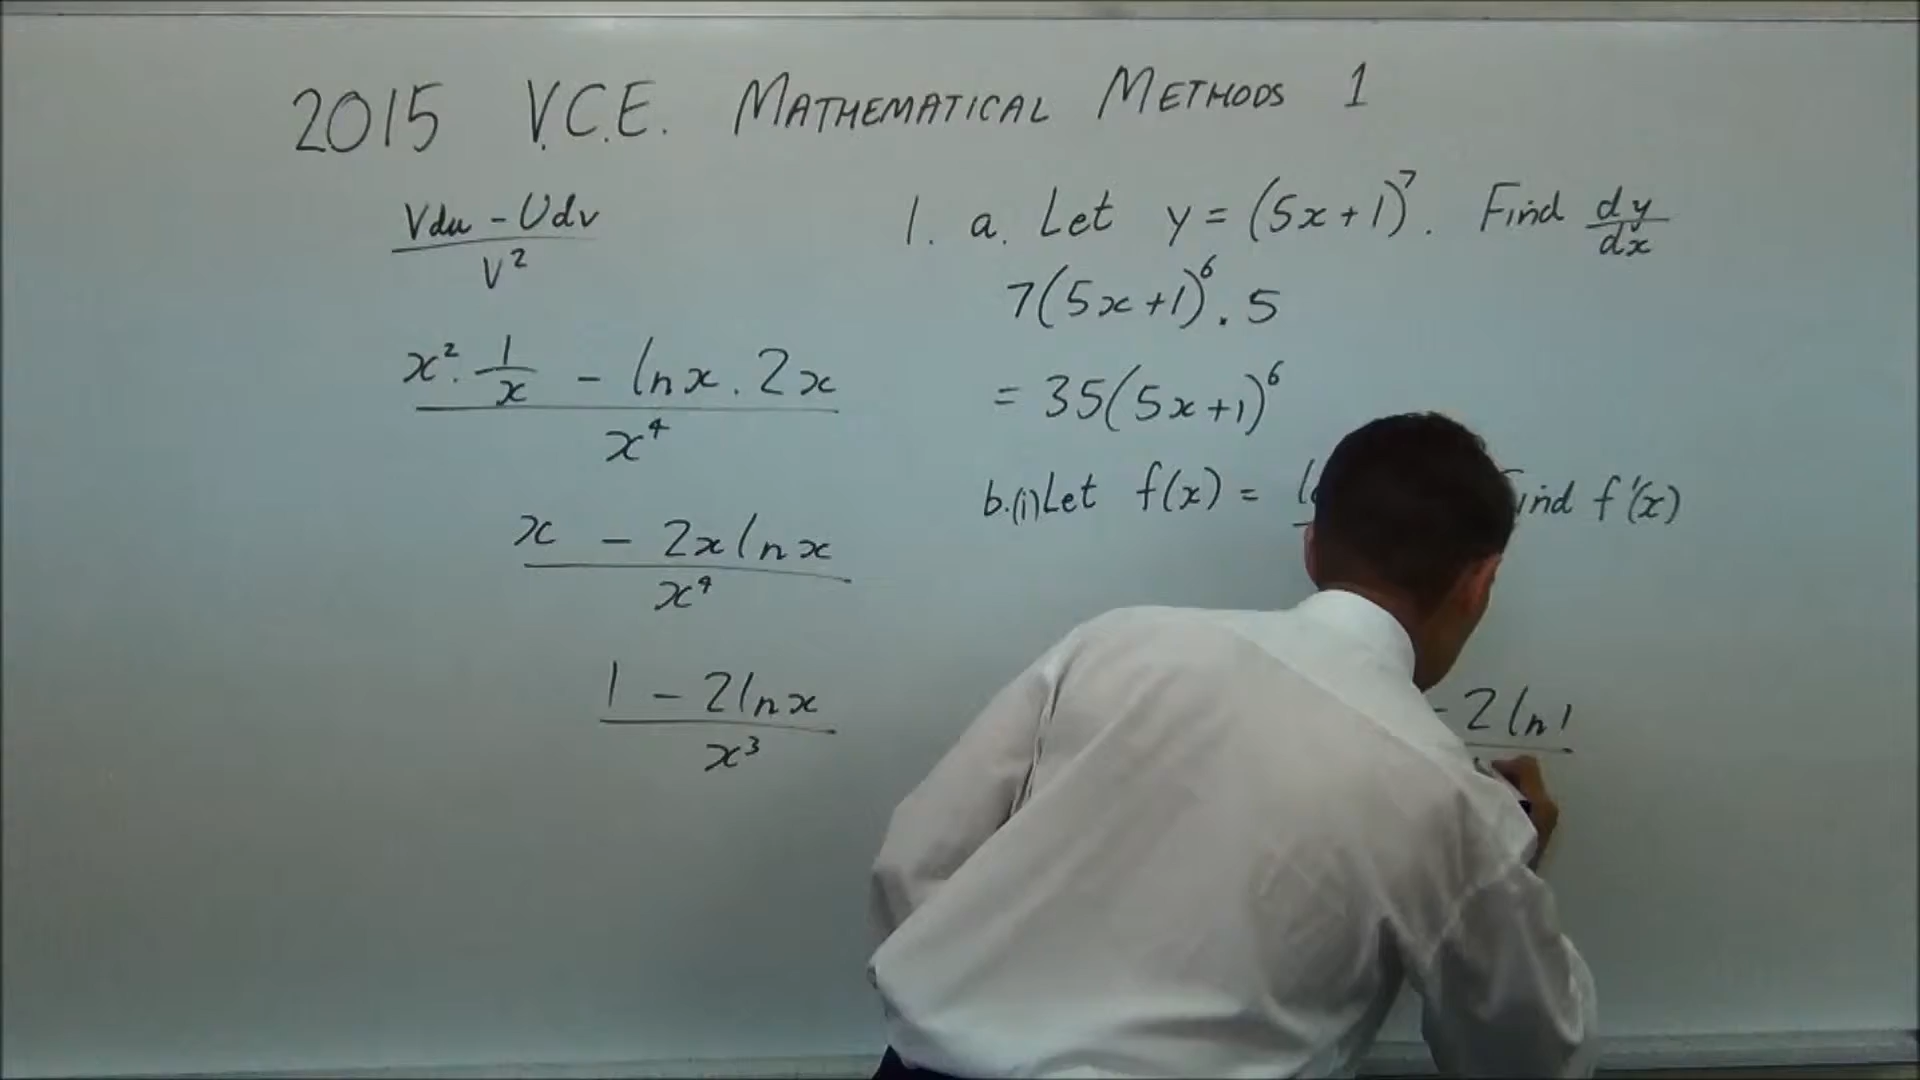 2015 V.C.E. MATHEMATICAL METHODS 1
Vdu - Udv
V²
x² . 1/x - ln x . 2x
x⁴
x - 2x ln x
x⁴
1 - 2 ln x
x³
1. a. Let y = (5x+1)⁷. Find dy/dx
7(5x+1)⁶ . 5
= 35(5x+1)⁶
b.(i) Let f(x) = find f'(x)
- 2 ln 1